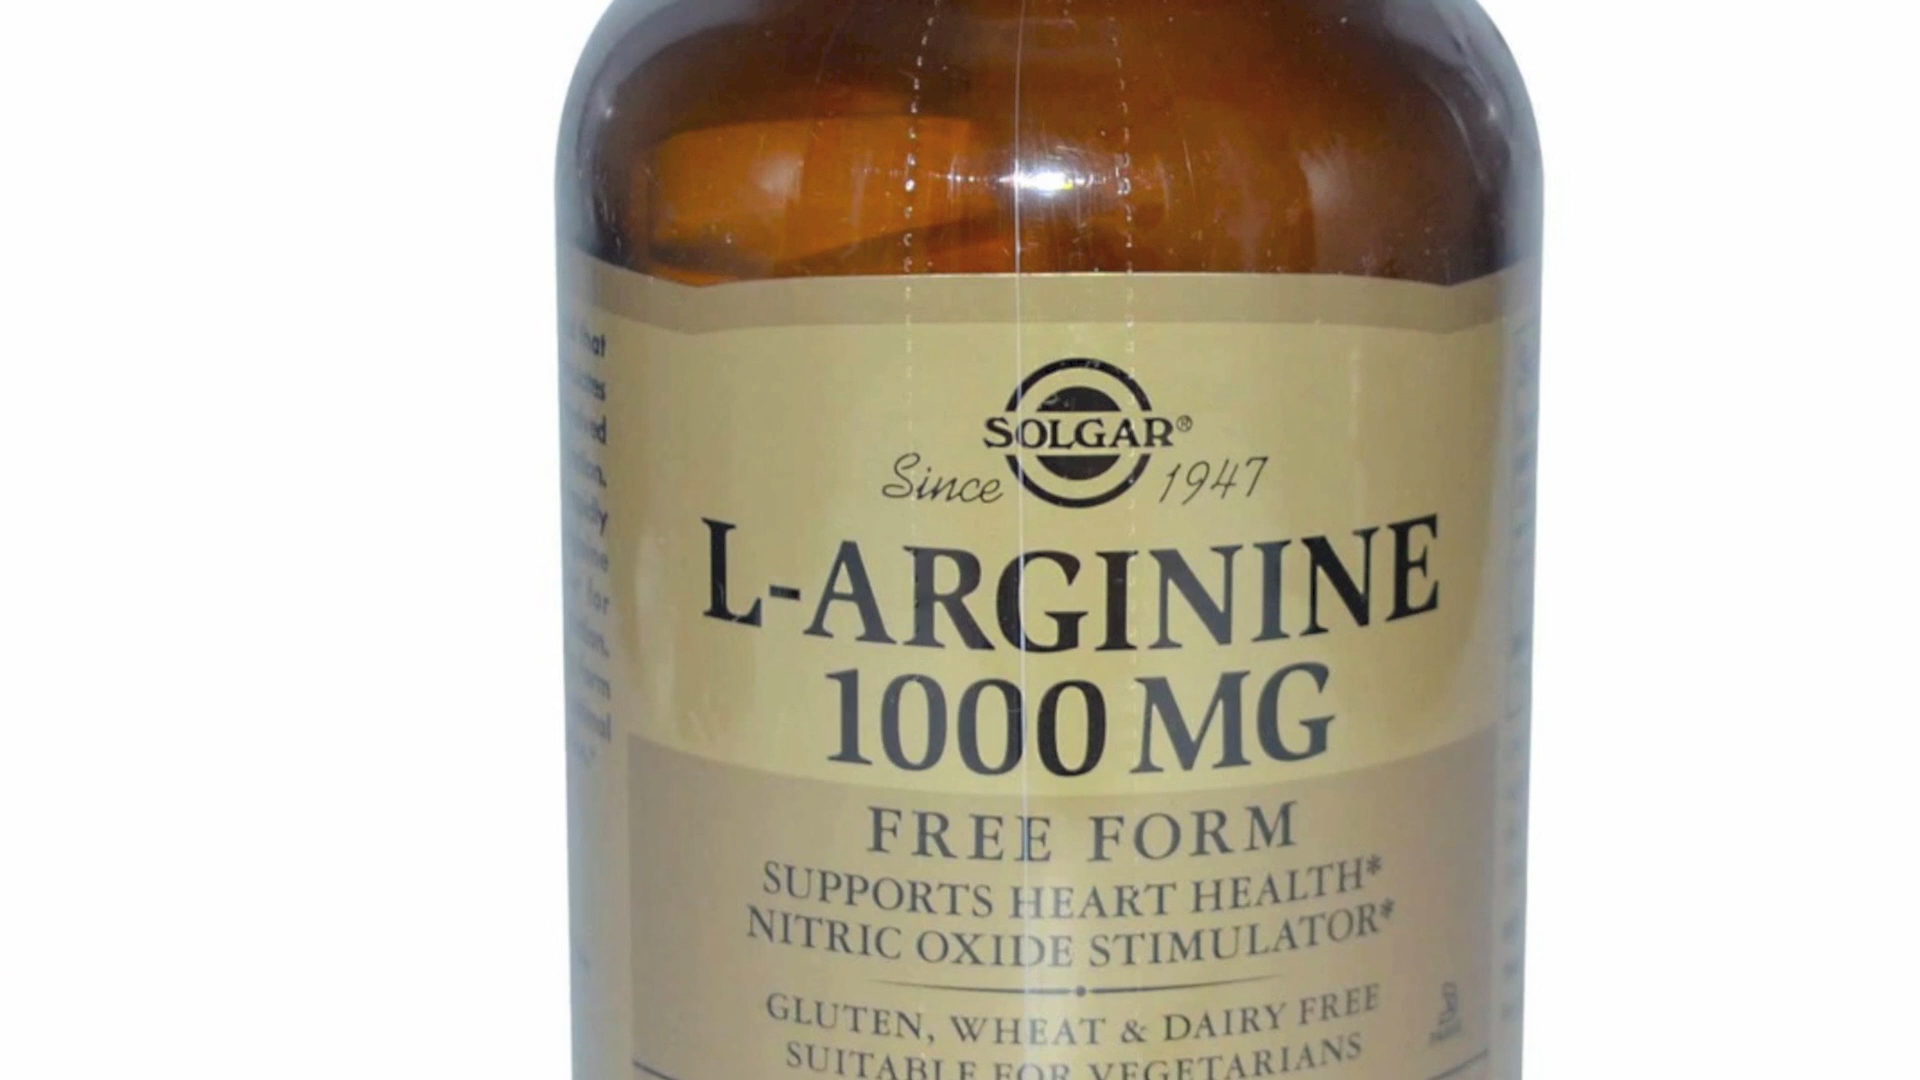 SOLGAR®
Since 1947
L-ARGININE
1000 MG
FREE FORM
SUPPORTS HEART HEALTH*
NITRIC OXIDE STIMULATOR*
GLUTEN, WHEAT & DAIRY FREE
SUITABLE FOR VEGETARIANS